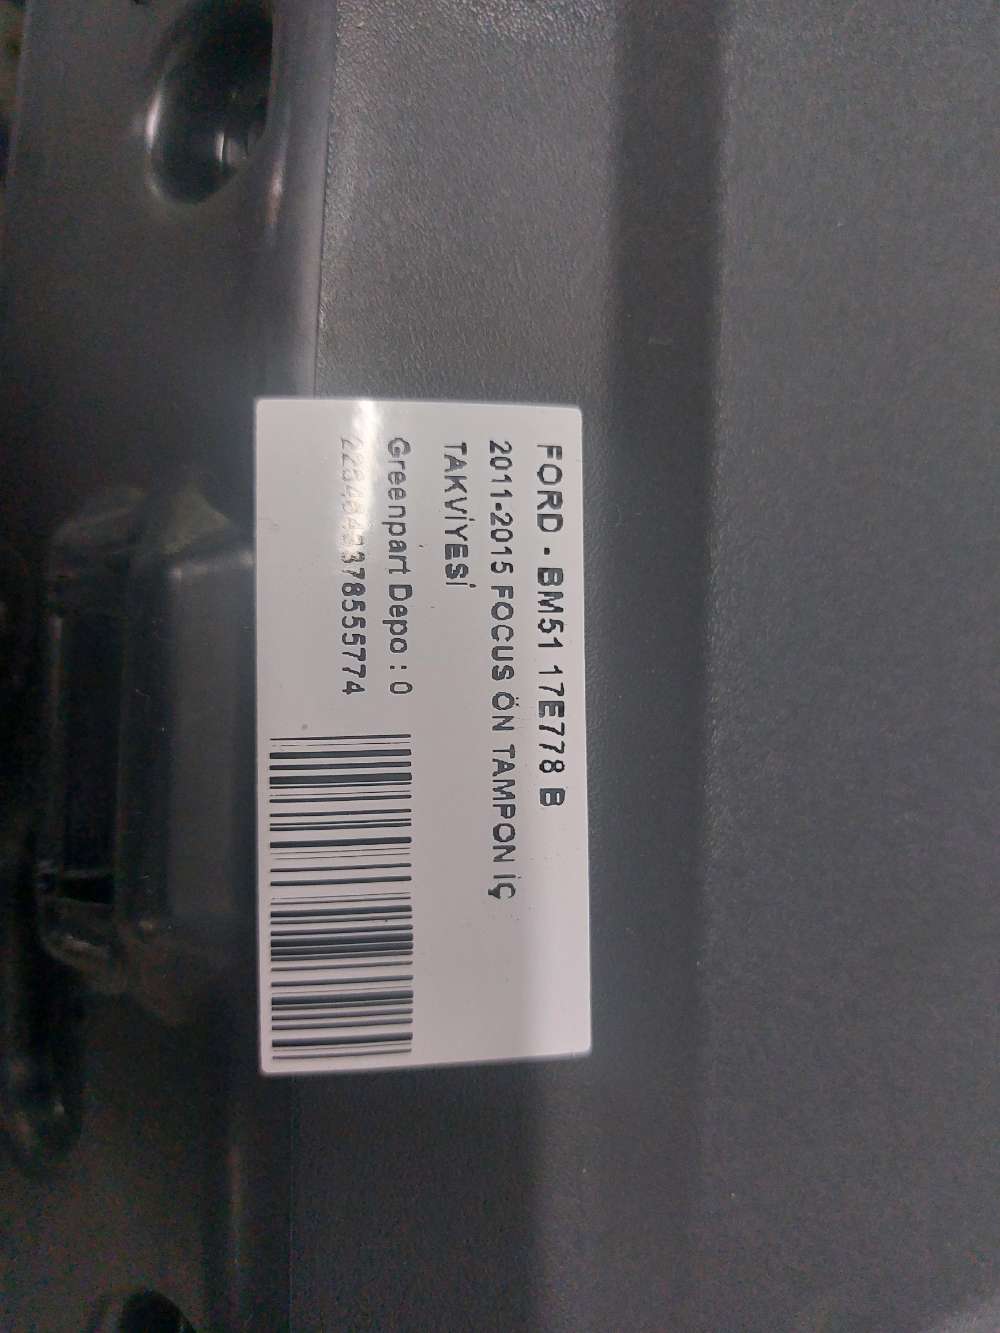 FORD - BM51 17E778 B
2011-2015 FOCUS ÖN TAMPON İÇ
TAKVİYESİ
Greenpart Depo : 0